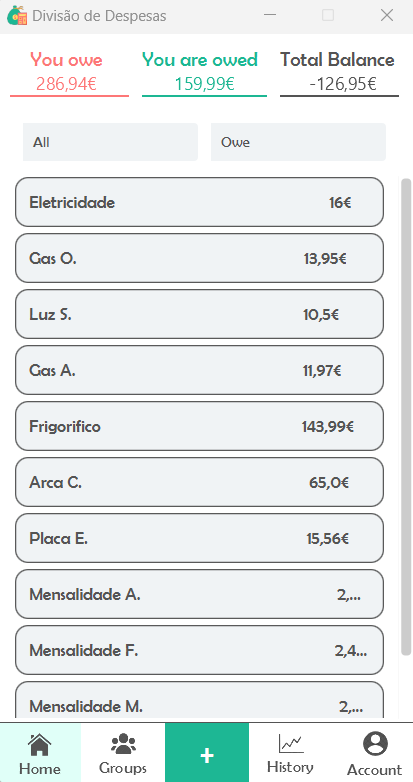 Divisão de Despesas
You owe You are owed Total Balance
286,94€ 159,99€ -126,95€
All Owe
Eletricidade 16€
Gas O. 13,95€
Luz S. 10,5€
Gas A. 11,97€
Frigorifico 143,99€
Arca C. 65,0€
Placa E. 15,56€
Mensalidade A. 2,...
Mensalidade F. 2,4...
Mensalidade M. 2,...
Home Groups + History Account